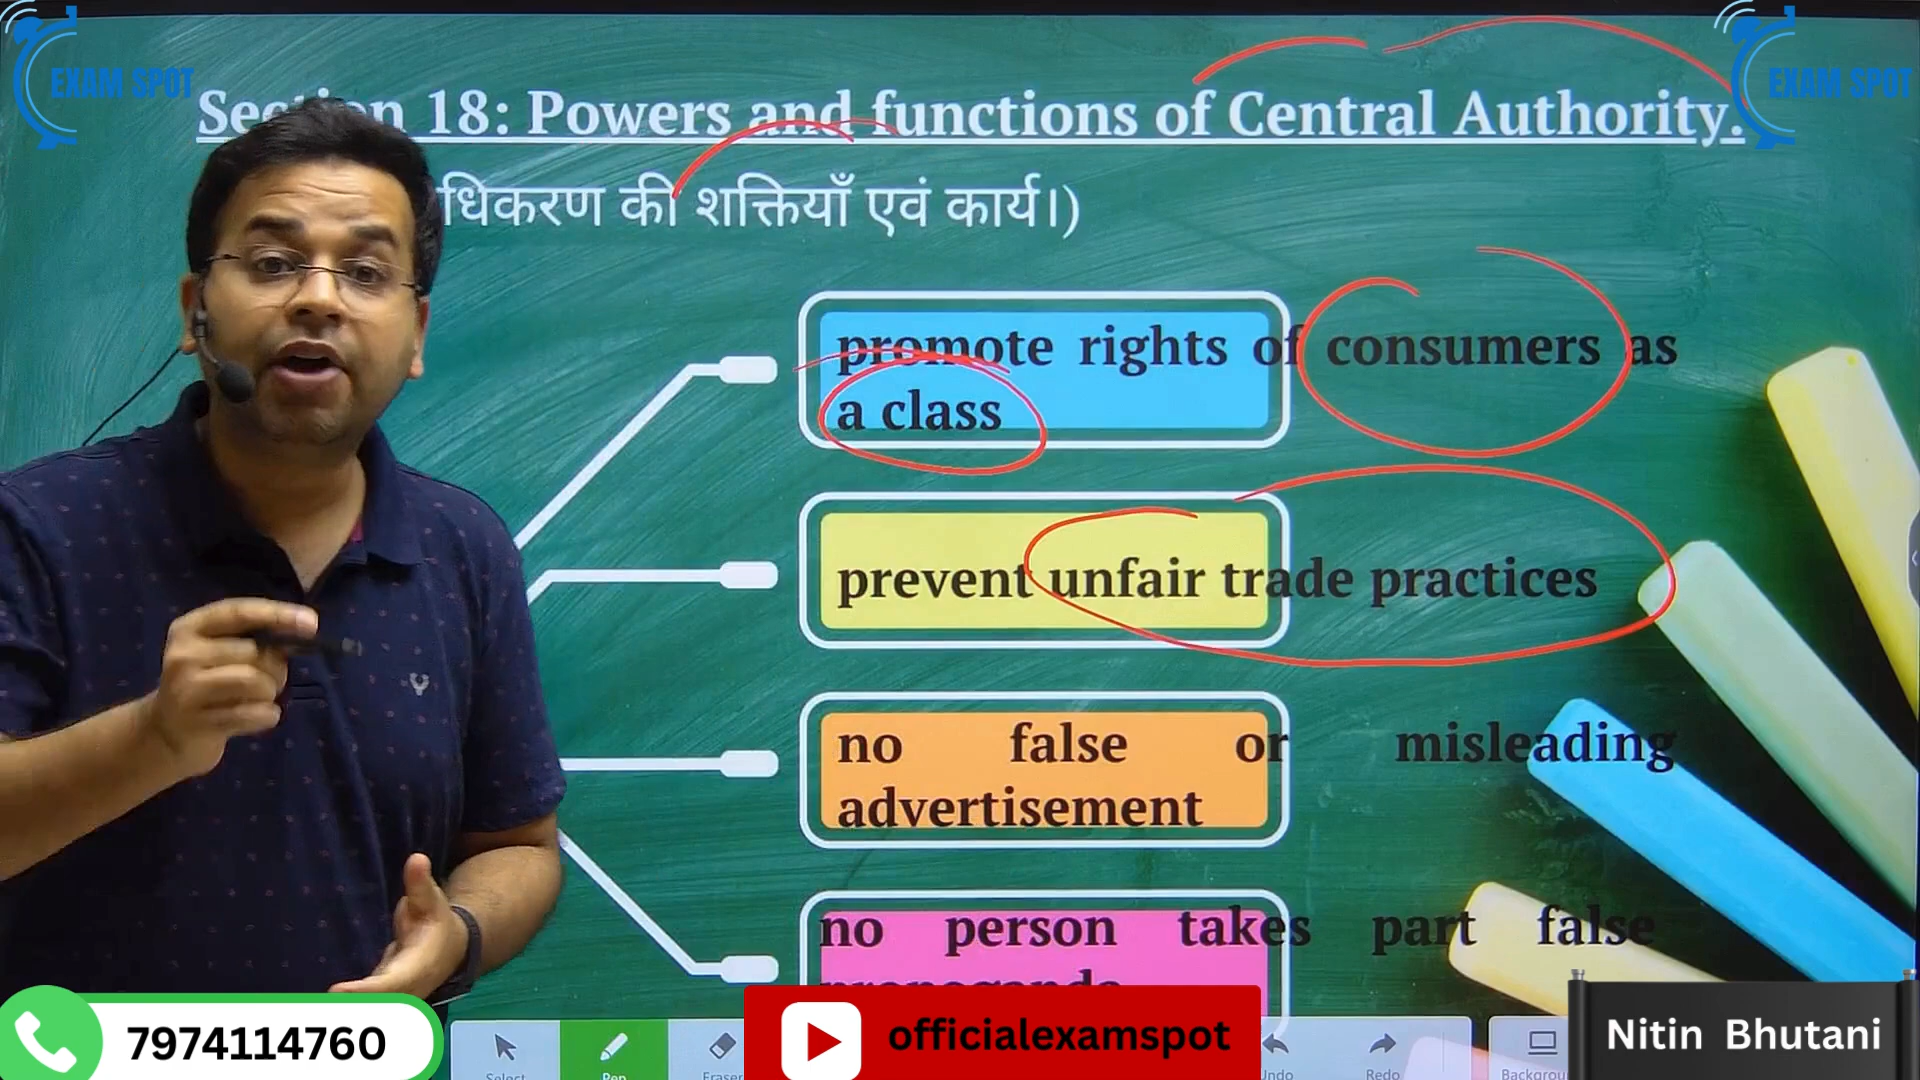 EXAM SPOT
EXAM SPOT
Section 18: Powers and functions of Central Authority.
धिकरण की शक्तियाँ एवं कार्य।)
promote rights of consumers as
a class
prevent unfair trade practices
no false or misleading
advertisement
no person takes part false
propoganda
7974114760
Select
Pen
Eraser
officialexamspot
Undo
Redo
Backgrou
Nitin Bhutani